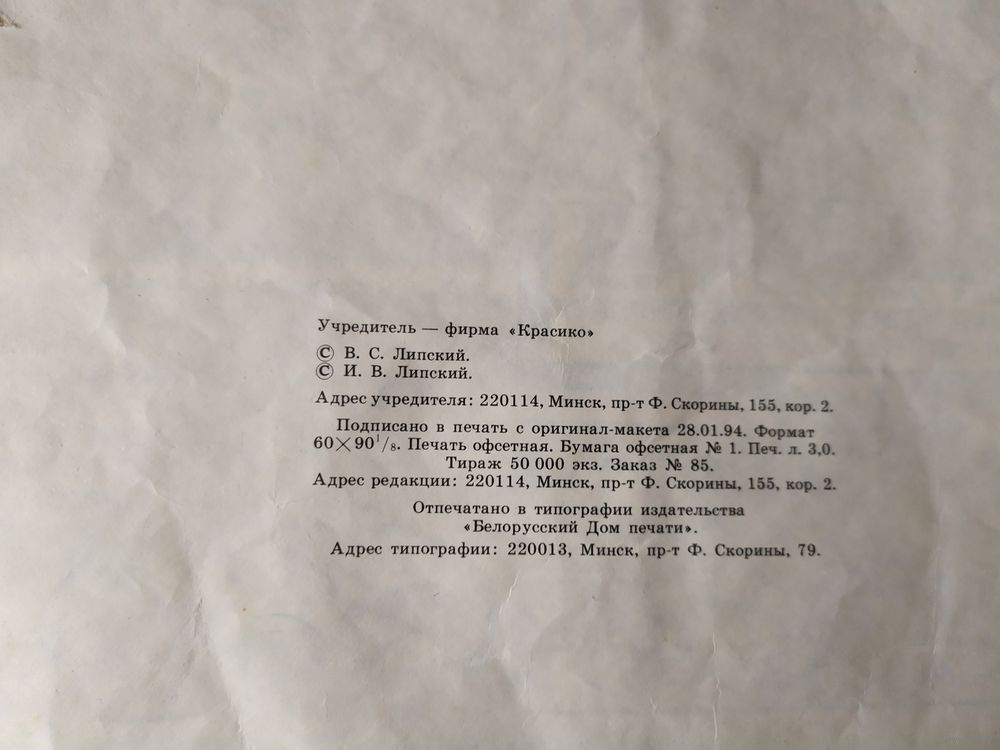 Учредитель — фирма «Красико»
© В. С. Липский.
© И. В. Липский.
Адрес учредителя: 220114, Минск, пр-т Ф. Скорины, 155, кор. 2.
Подписано в печать с оригинал-макета 28.01.94. Формат
60×90¹/₈. Печать офсетная. Бумага офсетная № 1. Печ. л. 3,0.
Тираж 50 000 экз. Заказ № 85.
Адрес редакции: 220114, Минск, пр-т Ф. Скорины, 155, кор. 2.
Отпечатано в типографии издательства
«Белорусский Дом печати».
Адрес типографии: 220013, Минск, пр-т Ф. Скорины, 79.